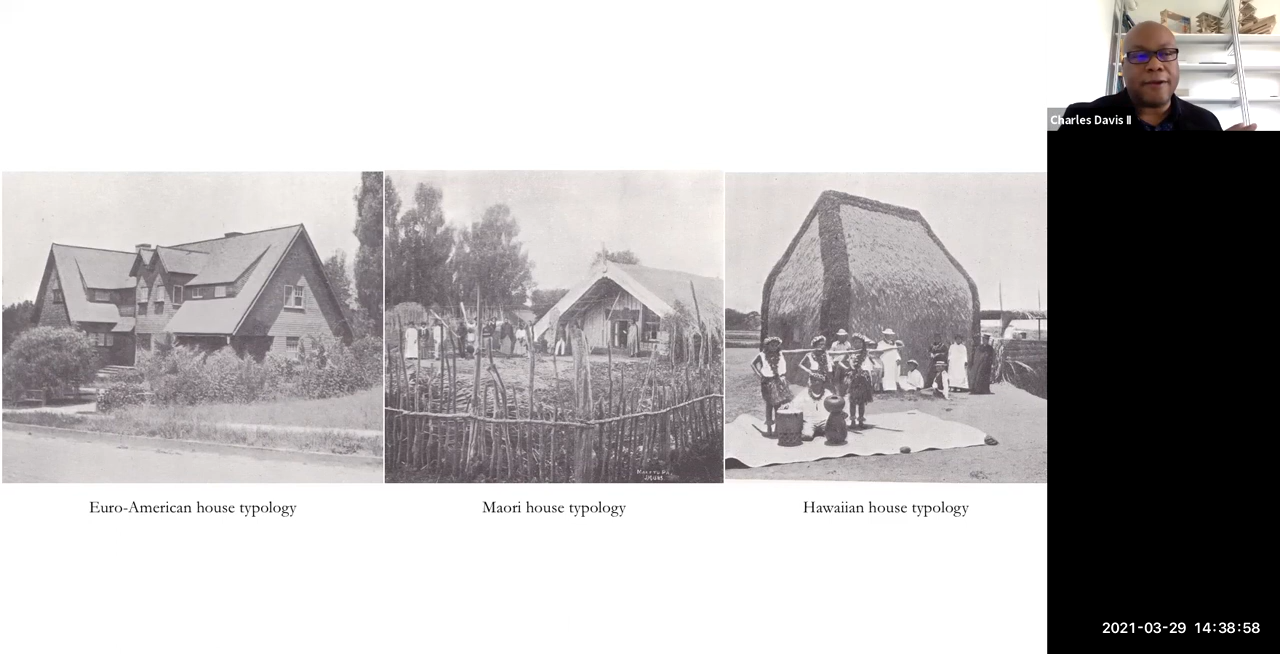 Charles Davis II
Euro-American house typology
Maori house typology
Hawaiian house typology
2021-03-29 14:38:58